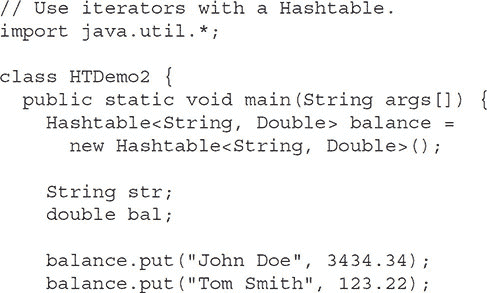 // Use iterators with a Hashtable.
import java.util.*;

class HTDemo2 {
  public static void main(String args[]) {
    Hashtable<String, Double> balance =
      new Hashtable<String, Double>();

    String str;
    double bal;

    balance.put("John Doe", 3434.34);
    balance.put("Tom Smith", 123.22);